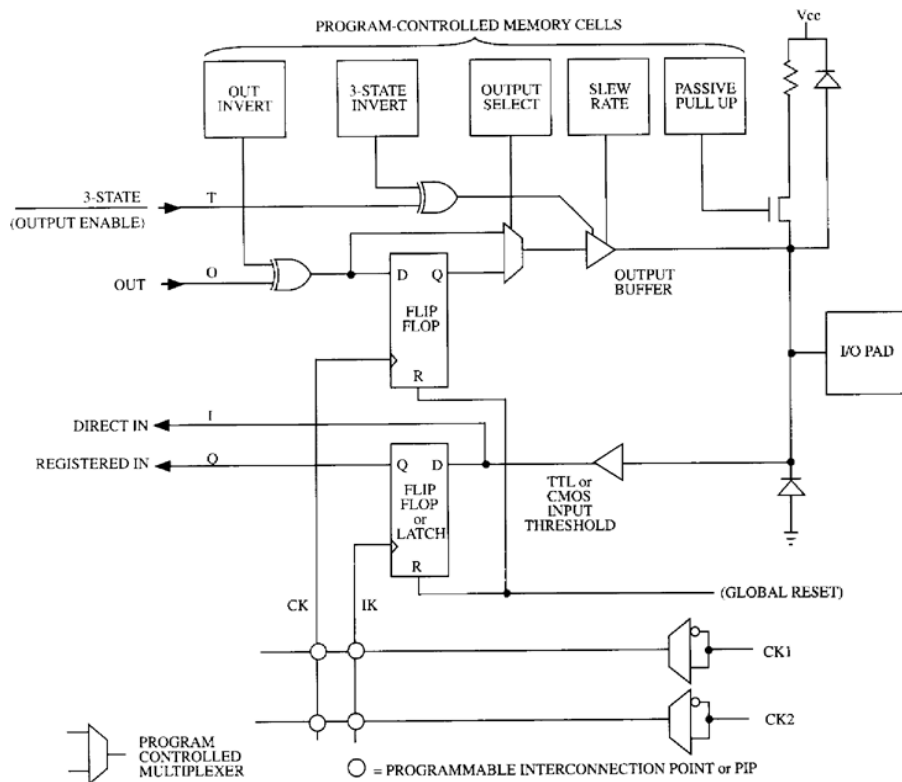 PROGRAM-CONTROLLED MEMORY CELLS
Vcc
OUT
INVERT
3-STATE
INVERT
OUTPUT
SELECT
SLEW
RATE
PASSIVE
PULL UP
3-STATE
(OUTPUT ENABLE)
T
OUT
O
D
Q
FLIP
FLOP
R
OUTPUT
BUFFER
I/O PAD
DIRECT IN
I
REGISTERED IN
Q
Q
D
FLIP
FLOP
or
LATCH
R
TTL or
CMOS
INPUT
THRESHOLD
(GLOBAL RESET)
CK
IK
CK1
CK2
PROGRAM
CONTROLLED
MULTIPLEXER
= PROGRAMMABLE INTERCONNECTION POINT or PIP